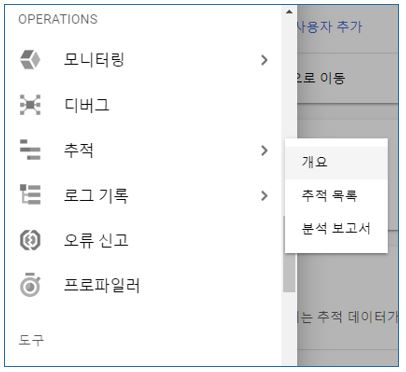 OPERATIONS
사용자 추가
모니터링
으로 이동
디버그
추적
개요
로그 기록
추적 목록
분석 보고서
오류 신고
프로파일러
는 추적 데이터가
도구